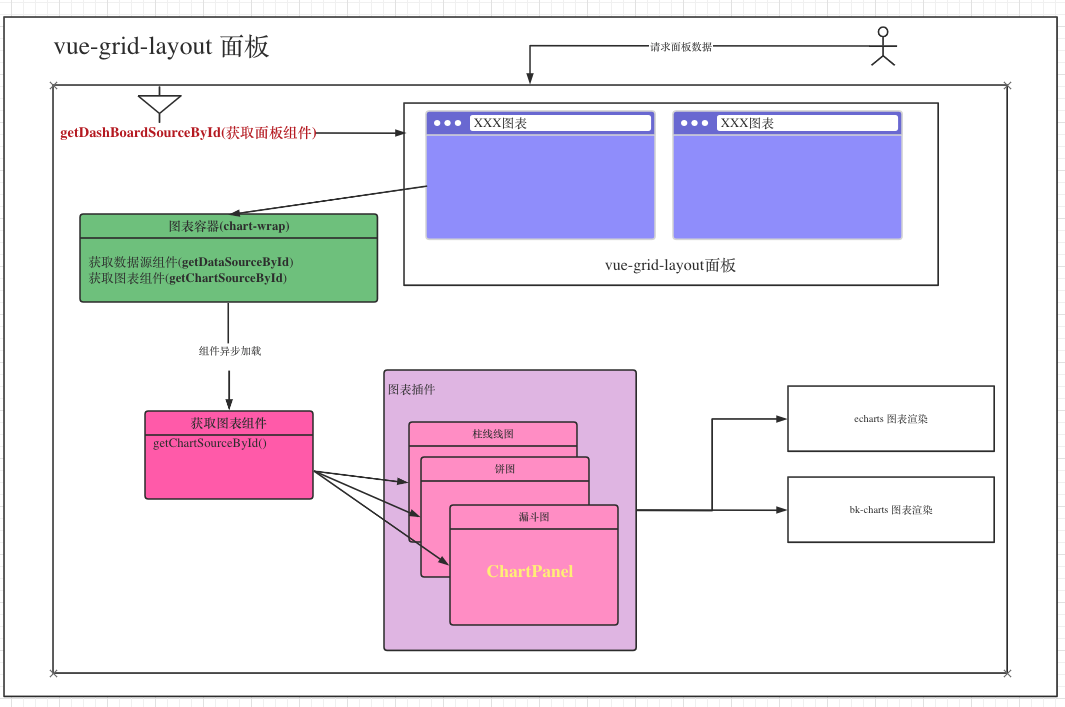 vue-grid-layout 面板
请求面板数据
getDashBoardSourceById(获取面板组件)
XXX图表
XXX图表
vue-grid-layout面板
图表容器(chart-wrap)
获取数据源组件(getDataSourceById)
获取图表组件(getChartSourceById)
组件异步加载
获取图表组件
getChartSourceById()
图表插件
柱线线图
饼图
漏斗图
ChartPanel
echarts 图表渲染
bk-charts 图表渲染